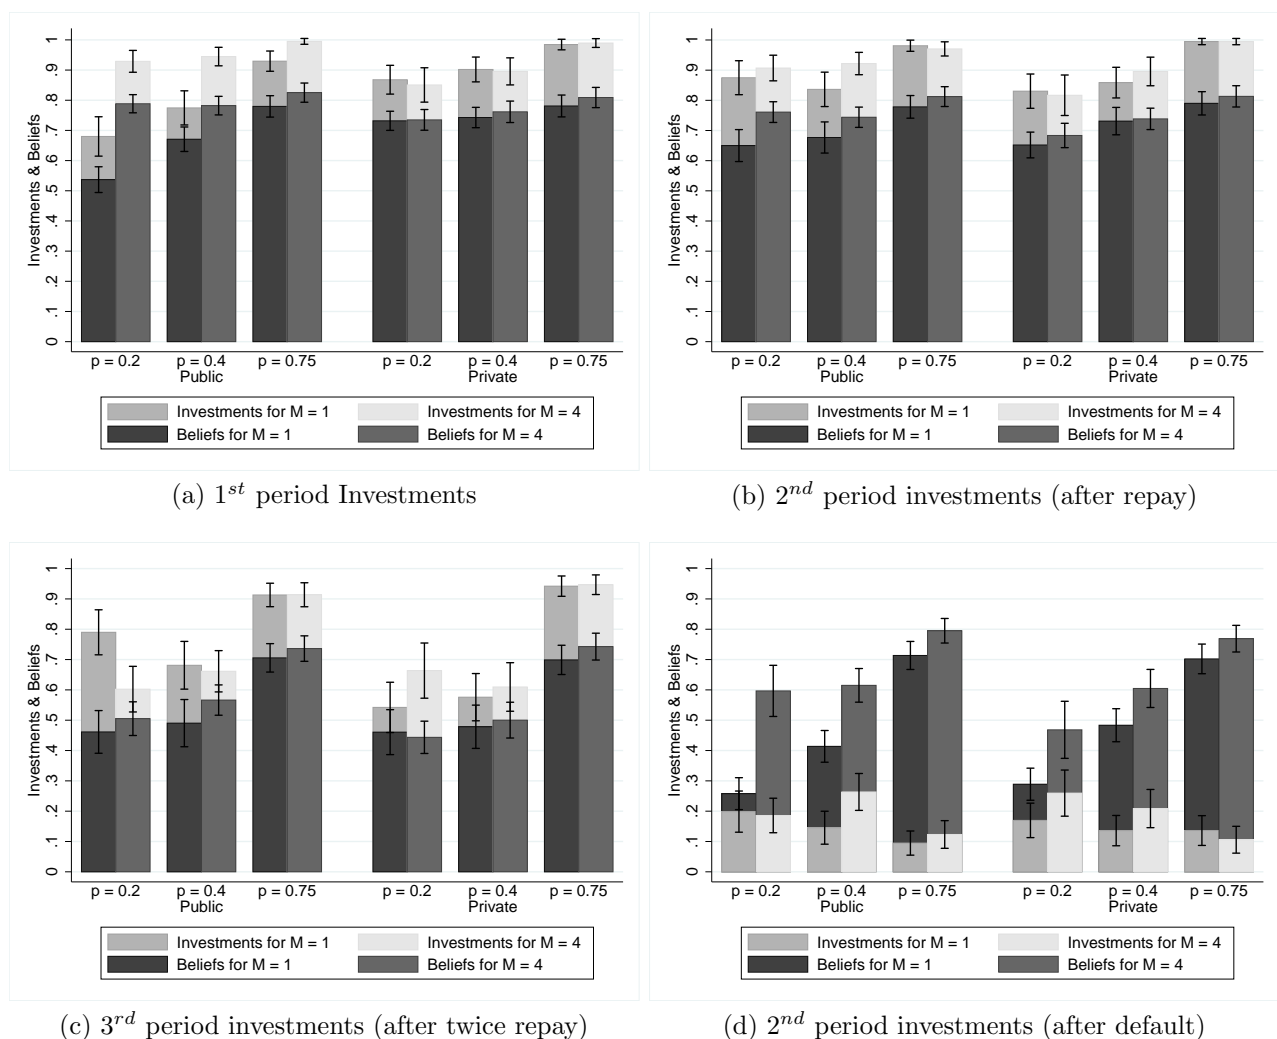 Investments & Beliefs
1
.9
.8
.7
.6
.5
.4
.3
.2
.1
0
p = 0.2 p = 0.4 p = 0.75 p = 0.2 p = 0.4 p = 0.75
Public Private
Investments for M = 1 Investments for M = 4
Beliefs for M = 1 Beliefs for M = 4
(a) 1st period Investments
Investments & Beliefs
1
.9
.8
.7
.6
.5
.4
.3
.2
.1
0
p = 0.2 p = 0.4 p = 0.75 p = 0.2 p = 0.4 p = 0.75
Public Private
Investments for M = 1 Investments for M = 4
Beliefs for M = 1 Beliefs for M = 4
(b) 2nd period investments (after repay)
Investments & Beliefs
1
.9
.8
.7
.6
.5
.4
.3
.2
.1
0
p = 0.2 p = 0.4 p = 0.75 p = 0.2 p = 0.4 p = 0.75
Public Private
Investments for M = 1 Investments for M = 4
Beliefs for M = 1 Beliefs for M = 4
(c) 3rd period investments (after twice repay)
Investments & Beliefs
1
.9
.8
.7
.6
.5
.4
.3
.2
.1
0
p = 0.2 p = 0.4 p = 0.75 p = 0.2 p = 0.4 p = 0.75
Public Private
Investments for M = 1 Investments for M = 4
Beliefs for M = 1 Beliefs for M = 4
(d) 2nd period investments (after default)